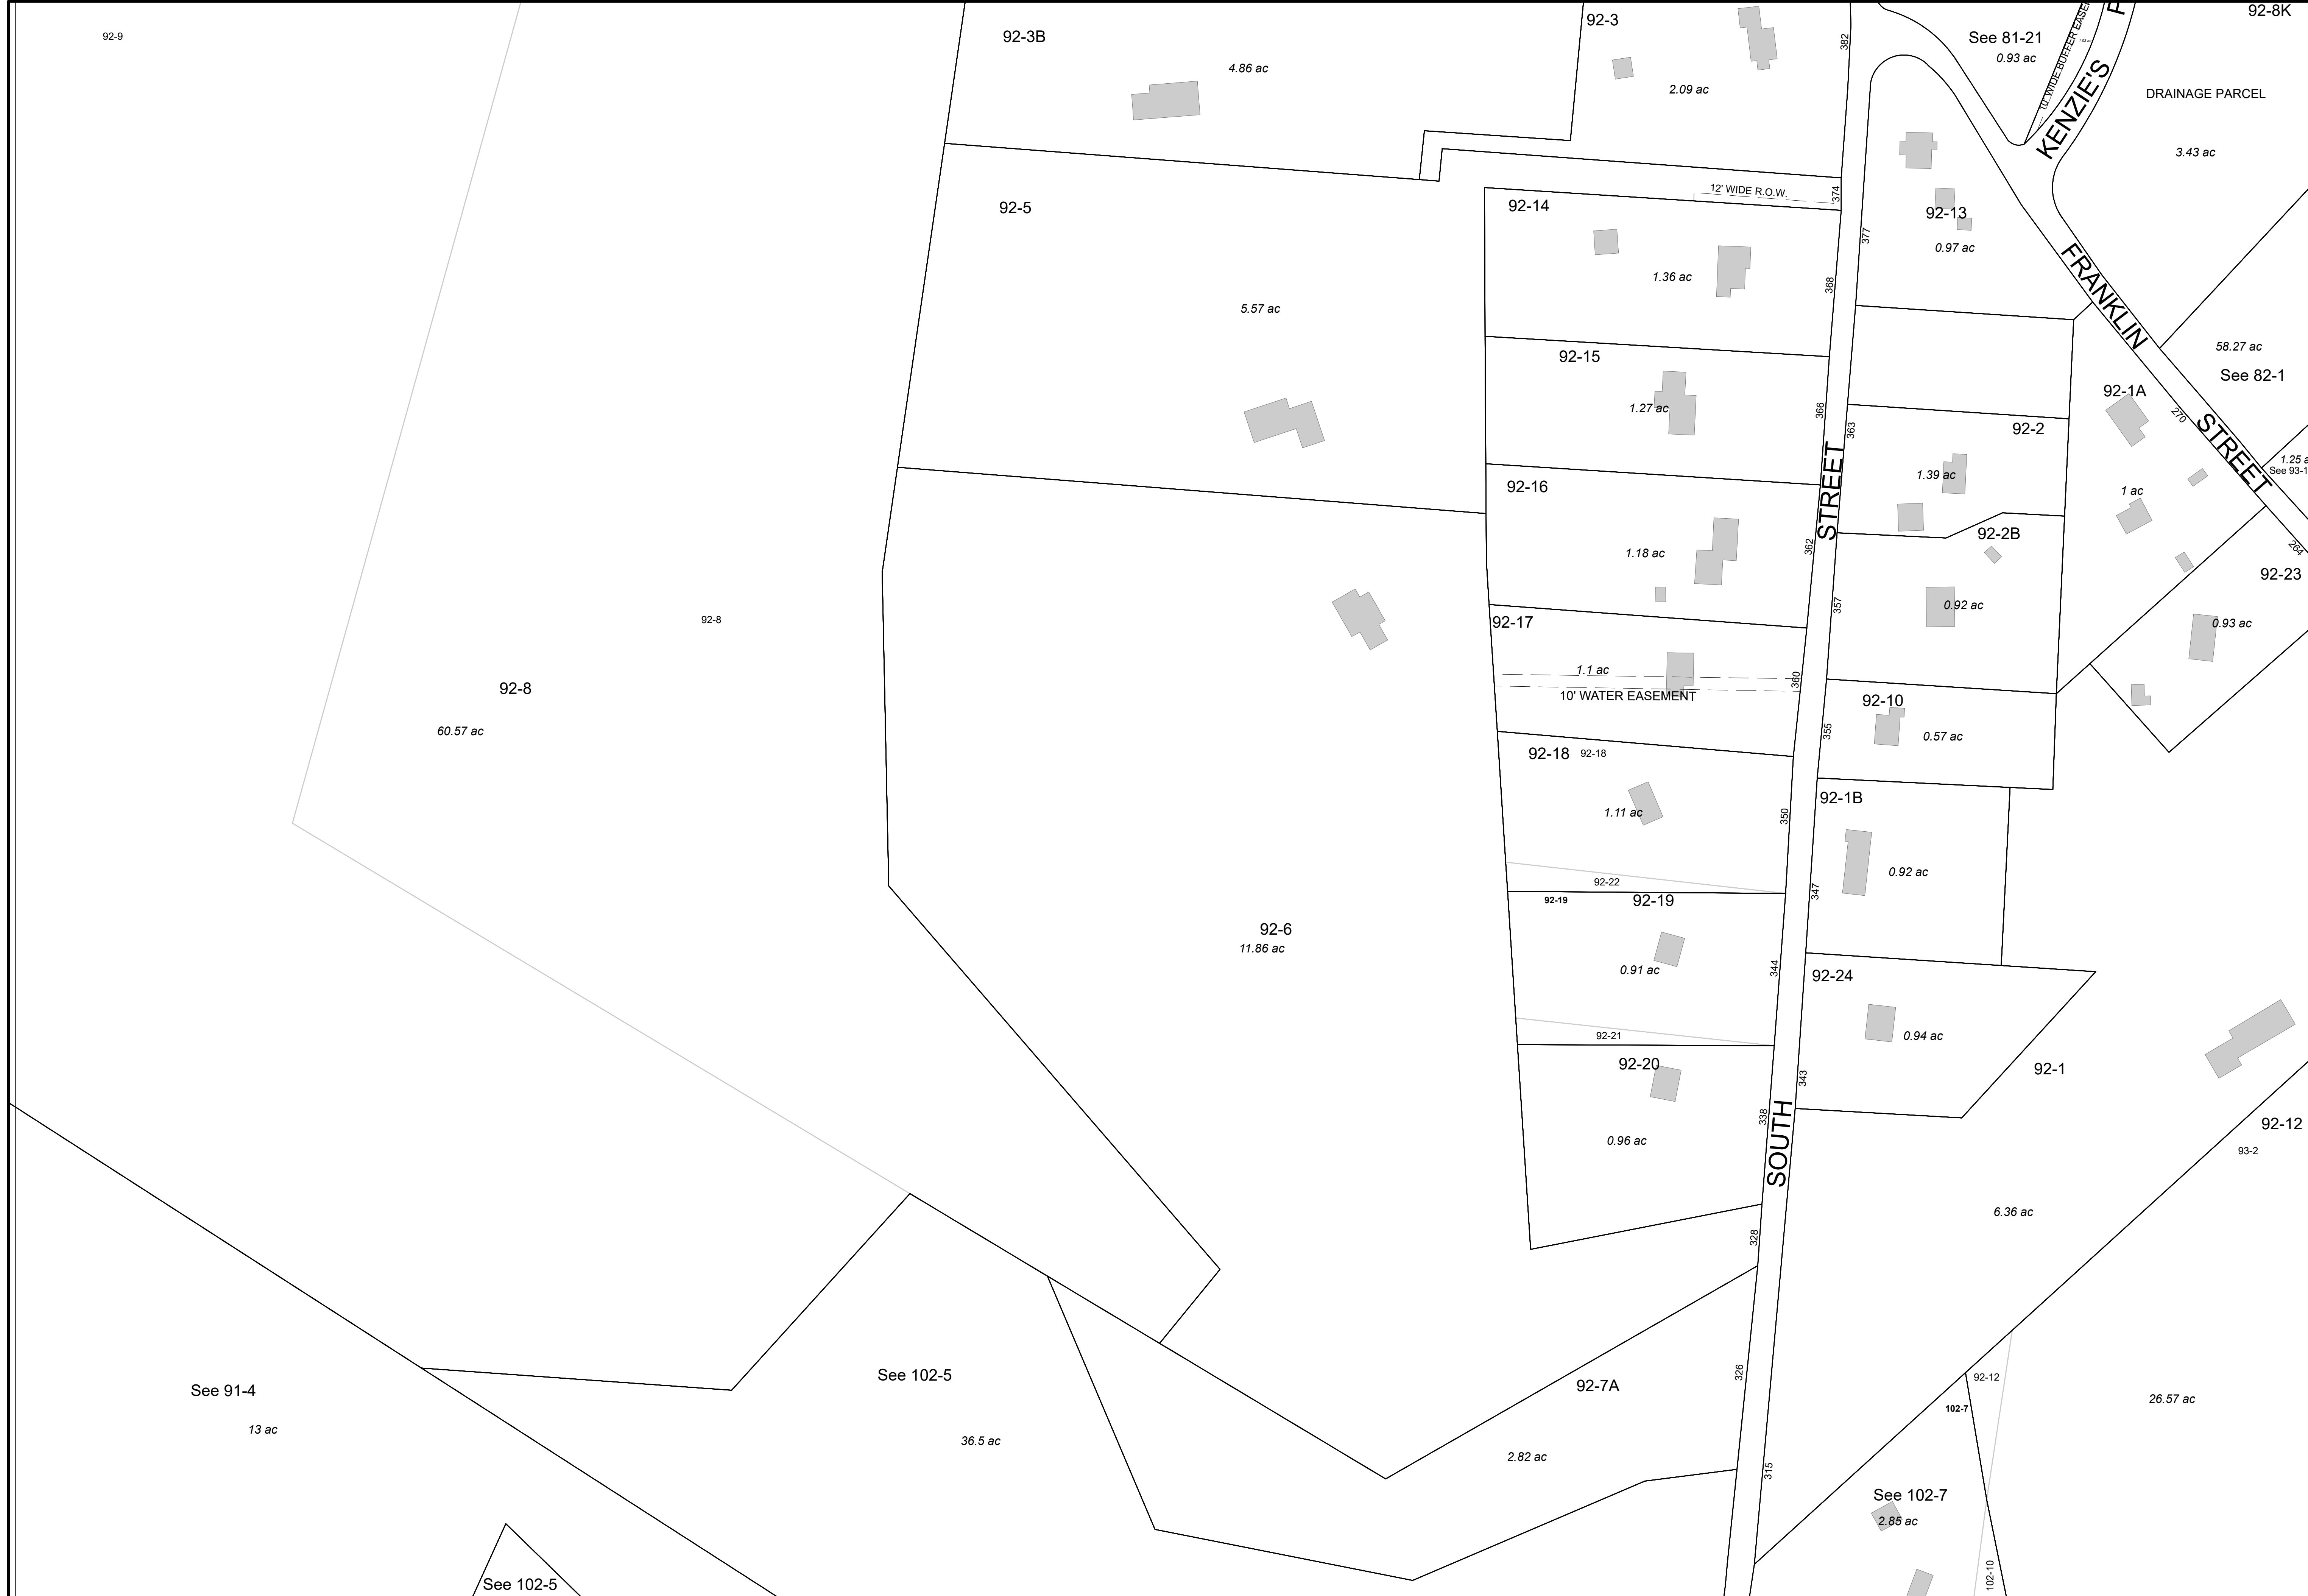 92-9
92-3B
4.86 ac
92-3
2.09 ac
382
See 81-21
0.93 ac
KENZIE'S
92-8K
DRAINAGE PARCEL
3.43 ac
92-5
5.57 ac
12' WIDE R.O.W.
374
92-14
1.36 ac
368
377
92-13
0.97 ac
FRANKLIN
STREET
58.27 ac
See 82-1
92-15
1.27 ac
366
363
92-2
1.39 ac
92-1A
270
1 ac
1.25 a
See 93-1
92-16
1.18 ac
362
STREET
92-2B
0.92 ac
357
264
92-23
0.93 ac
92-8
92-8
60.57 ac
92-17
1.1 ac
10' WATER EASEMENT
360
92-10
0.57 ac
355
92-18
92-18
1.11 ac
350
92-1B
0.92 ac
347
92-22
92-19
92-19
0.91 ac
344
92-6
11.86 ac
92-24
0.94 ac
343
92-21
92-20
0.96 ac
338
SOUTH
92-1
6.36 ac
92-12
93-2
328
See 91-4
13 ac
See 102-5
36.5 ac
92-7A
2.82 ac
326
315
92-12
102-7
26.57 ac
See 102-7
2.85 ac
102-10
See 102-5